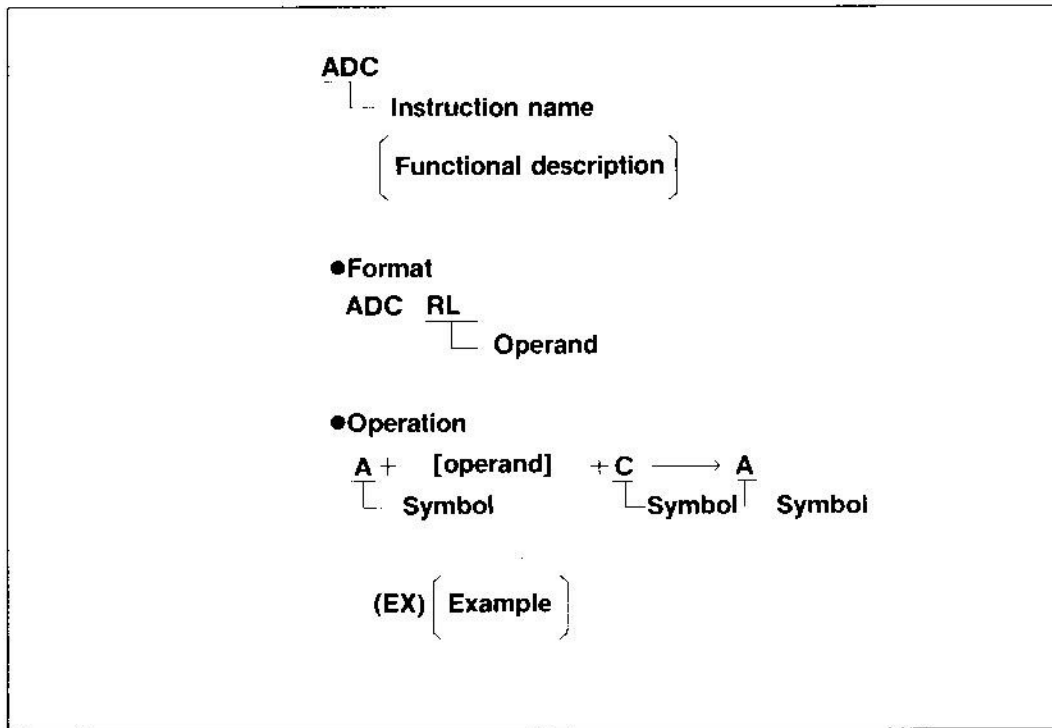 ADC
Instruction name
Functional description
●Format
ADC RL
Operand
●Operation
A + [operand] + C ⟶ A
Symbol Symbol Symbol
(EX) Example